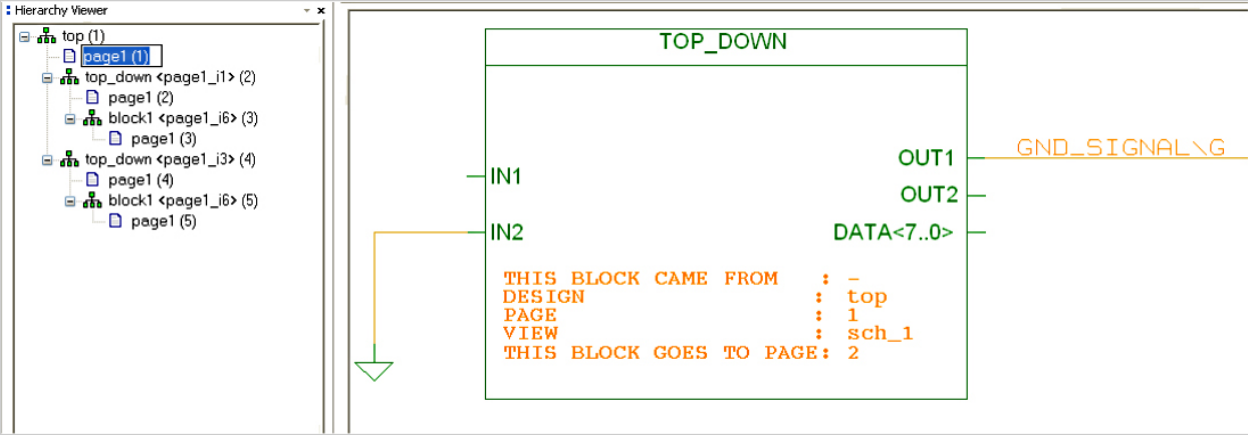 Hierarchy Viewer
top (1)
page1 (1)
top_down <page1_i1> (2)
page1 (2)
block1 <page1_i6> (3)
page1 (3)
top_down <page1_i3> (4)
page1 (4)
block1 <page1_i6> (5)
page1 (5)
TOP_DOWN
OUT1 GND_SIGNAL\G
IN1 OUT2
IN2 DATA<7..0>
THIS BLOCK CAME FROM : -
DESIGN : top
PAGE : 1
VIEW : sch_1
THIS BLOCK GOES TO PAGE: 2